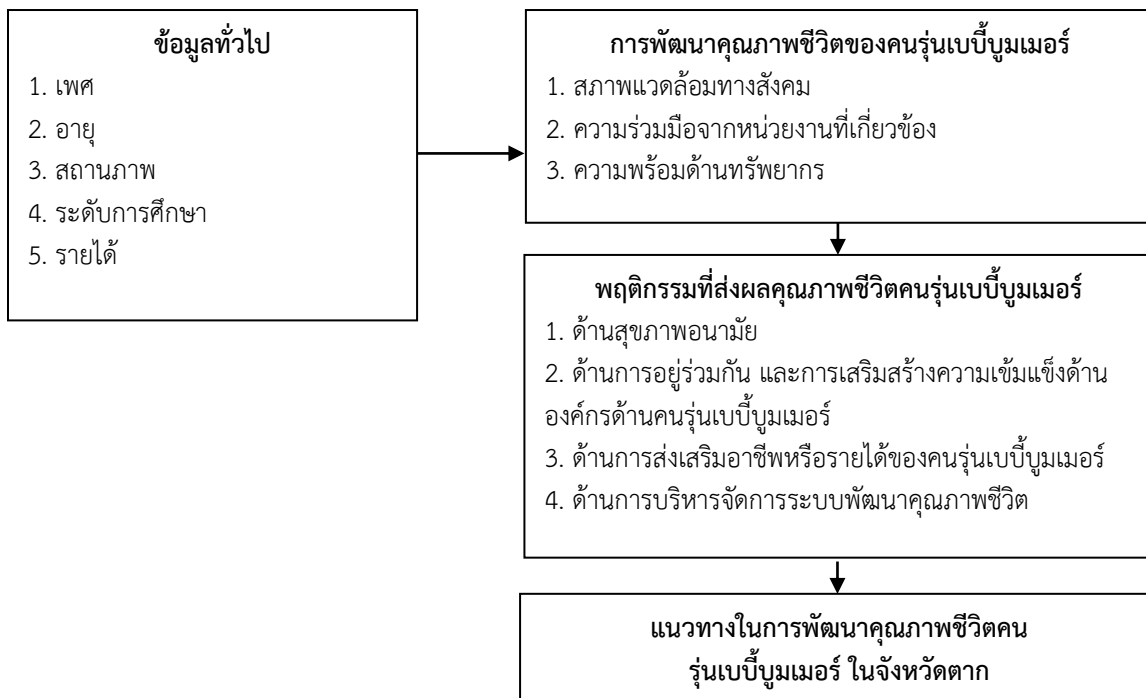 ข้อมูลทั่วไป
1. เพศ
2. อายุ
3. สถานภาพ
4. ระดับการศึกษา
5. รายได้
การพัฒนาคุณภาพชีวิตของคนรุ่นเบบี้บูมเมอร์
1. สภาพแวดล้อมทางสังคม
2. ความร่วมมือจากหน่วยงานที่เกี่ยวข้อง
3. ความพร้อมด้านทรัพยากร
พฤติกรรมที่ส่งผลคุณภาพชีวิตคนรุ่นเบบี้บูมเมอร์
1. ด้านสุขภาพอนามัย
2. ด้านการอยู่ร่วมกัน และการเสริมสร้างความเข้มแข็งด้าน
องค์กรด้านคนรุ่นเบบี้บูมเมอร์
3. ด้านการส่งเสริมอาชีพหรือรายได้ของคนรุ่นเบบี้บูมเมอร์
4. ด้านการบริหารจัดการระบบพัฒนาคุณภาพชีวิต
แนวทางในการพัฒนาคุณภาพชีวิตคน
รุ่นเบบี้บูมเมอร์ ในจังหวัดตาก